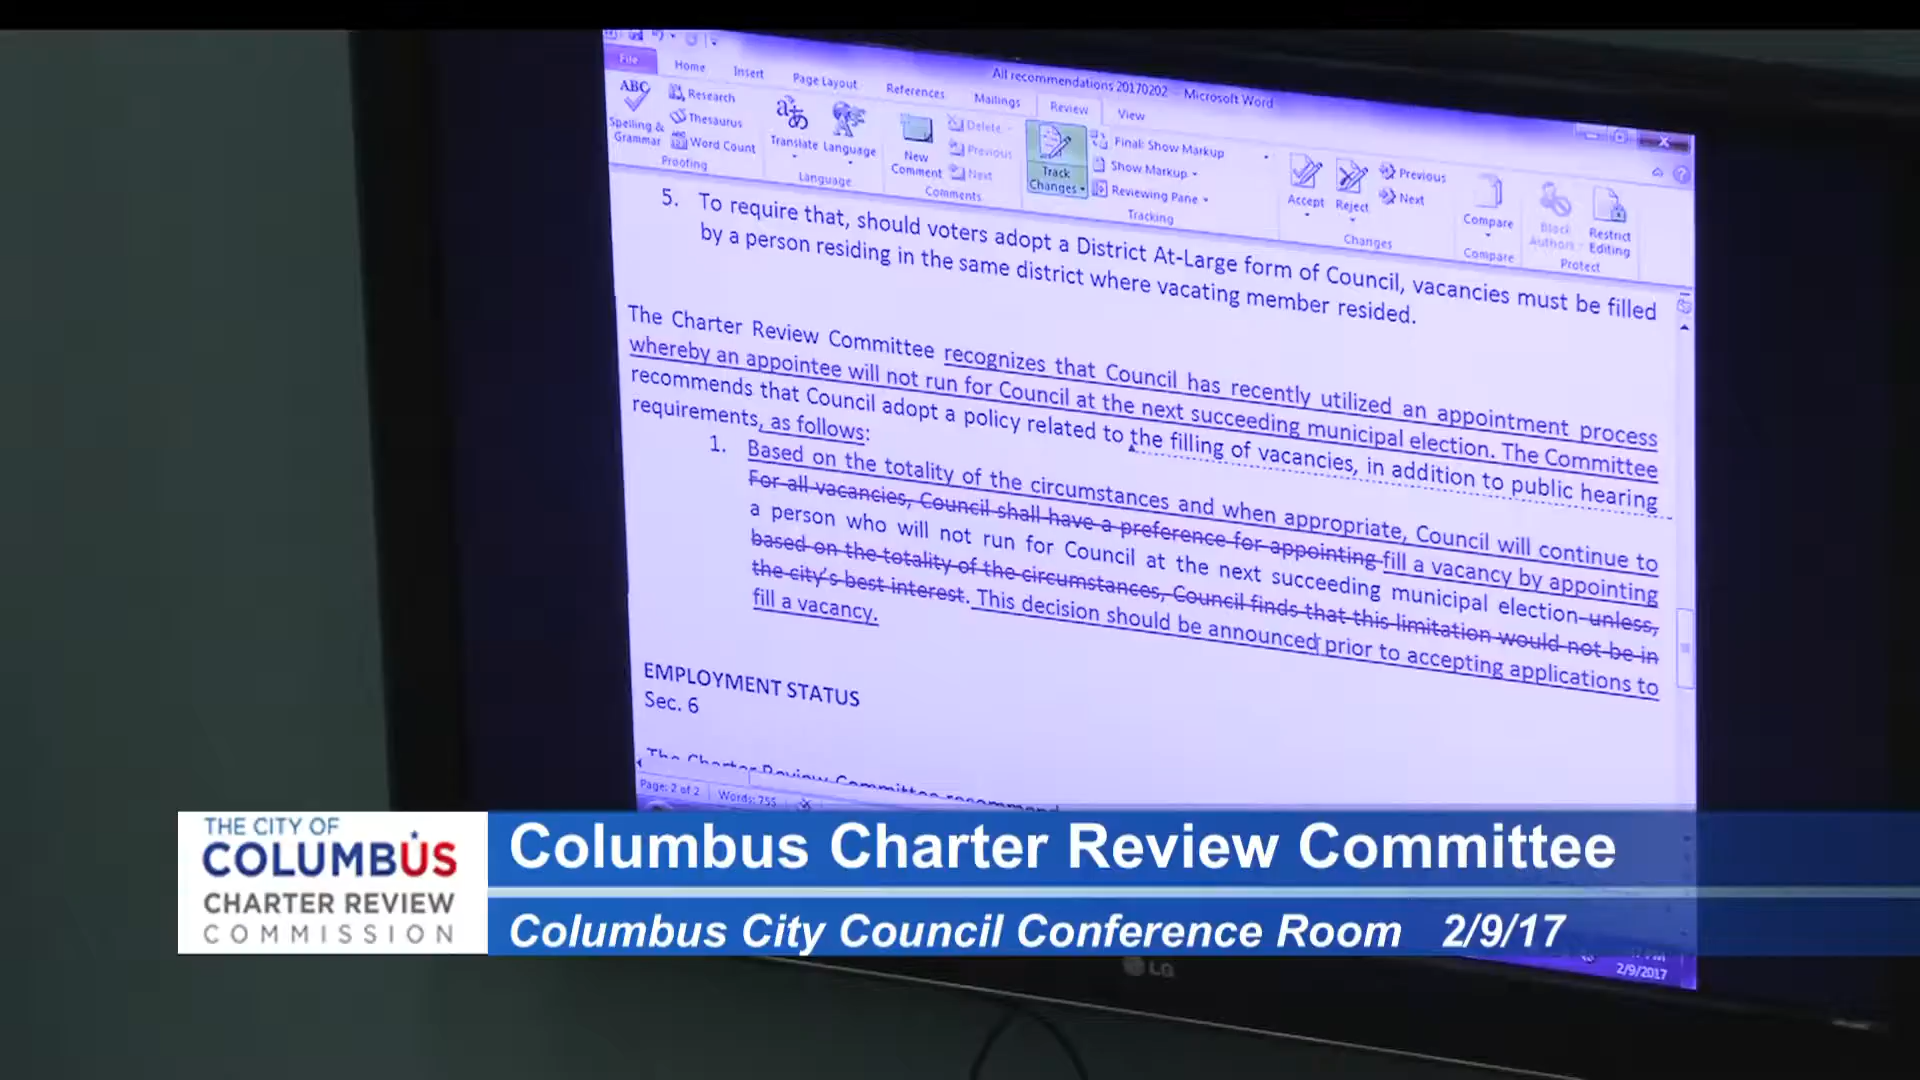 All recommendations 20170202 - Microsoft Word
File Home Insert Page Layout References Mailings Review View
ABC
Spelling & Grammar
Research
Thesaurus
Word Count
Proofing
Translate Language
Language
New Comment
Delete
Previous
Next
Comments
Track Changes
Final: Show Markup
Show Markup
Reviewing Pane
Tracking
Accept Reject
Previous
Next
Changes
Compare
Compare
Block Authors
Restrict Editing
Protect
5. To require that, should voters adopt a District At-Large form of Council, vacancies must be filled
by a person residing in the same district where vacating member resided.
The Charter Review Committee recognizes that Council has recently utilized an appointment process
whereby an appointee will not run for Council at the next succeeding municipal election. The Committee
recommends that Council adopt a policy related to the filling of vacancies, in addition to public hearing
requirements, as follows:
1. Based on the totality of the circumstances and when appropriate, Council will continue to
For all vacancies, Council shall have a preference for appointing fill a vacancy by appointing
a person who will not run for Council at the next succeeding municipal election unless,
based on the totality of the circumstances, Council finds that this limitation would not be in
the city's best interest. This decision should be announced prior to accepting applications to
fill a vacancy.
EMPLOYMENT STATUS
Sec. 6
The Charter Review Committee recommend
Page: 2 of 2 Words: 755
THE CITY OF
COLUMBUS
CHARTER REVIEW
COMMISSION
Columbus Charter Review Committee
Columbus City Council Conference Room 2/9/17
2/9/2017
LG